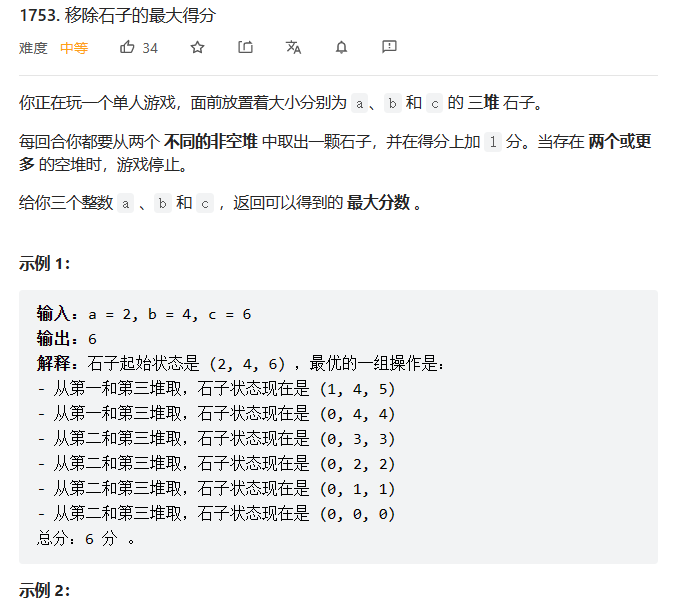 1753. 移除石子的最大得分
难度 中等 34
你正在玩一个单人游戏，面前放置着大小分别为 a、b 和 c 的 三堆 石子。
每回合你都要从两个 不同的非空堆 中取出一颗石子，并在得分上加 1 分。当存在 两个或更
多 的空堆时，游戏停止。
给你三个整数 a 、b 和 c ，返回可以得到的 最大分数 。
示例 1：
输入：a = 2, b = 4, c = 6
输出：6
解释：石子起始状态是 (2, 4, 6) ，最优的一组操作是：
- 从第一和第三堆取，石子状态现在是 (1, 4, 5)
- 从第一和第三堆取，石子状态现在是 (0, 4, 4)
- 从第二和第三堆取，石子状态现在是 (0, 3, 3)
- 从第二和第三堆取，石子状态现在是 (0, 2, 2)
- 从第二和第三堆取，石子状态现在是 (0, 1, 1)
- 从第二和第三堆取，石子状态现在是 (0, 0, 0)
总分：6 分 。
示例 2：